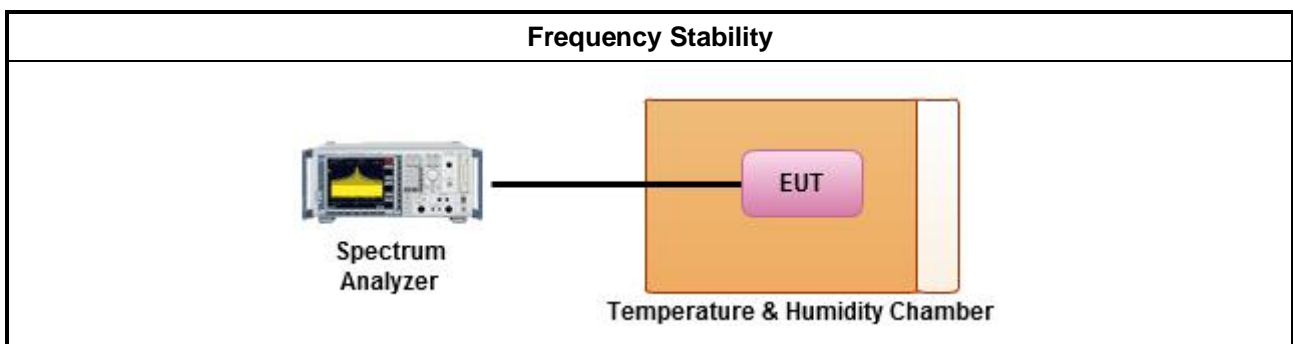 Frequency Stability
EUT
Spectrum
Analyzer
Temperature & Humidity Chamber